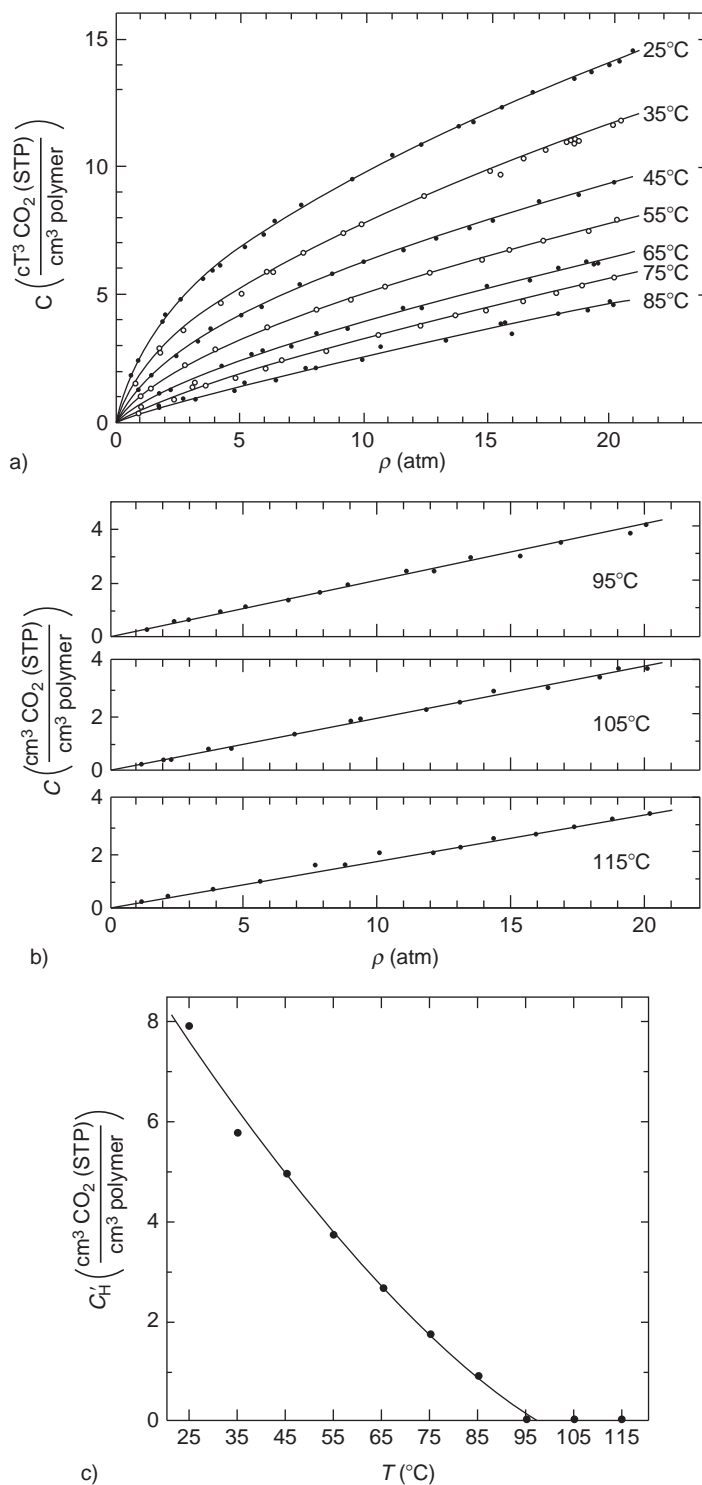 15
10
5
0
C (cT³ CO₂ (STP) / cm³ polymer)
25°C
35°C
45°C
55°C
65°C
75°C
85°C
0 5 10 15 20
ρ (atm)
a)
4
2
0
95°C
4
2
0
105°C
4
2
0
115°C
C (cm³ CO₂ (STP) / cm³ polymer)
0 5 10 15 20
ρ (atm)
b)
8
6
4
2
0
C′H (cm³ CO₂ (STP) / cm³ polymer)
25 35 45 55 65 75 85 95 105 115
T (°C)
c)